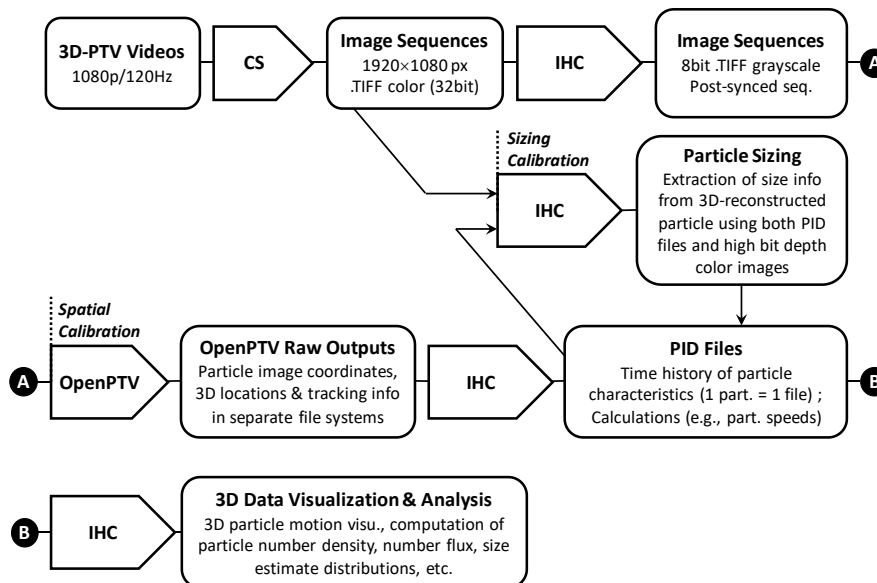 3D-PTV Videos
1080p/120Hz
CS
Image Sequences
1920×1080 px
.TIFF color (32bit)
IHC
Image Sequences
8bit .TIFF grayscale
Post-synced seq.
A
Sizing
Calibration
IHC
Particle Sizing
Extraction of size info
from 3D-reconstructed
particle using both PID
files and high bit depth
color images
Spatial
Calibration
A
OpenPTV
OpenPTV Raw Outputs
Particle image coordinates,
3D locations & tracking info
in separate file systems
IHC
PID Files
Time history of particle
characteristics (1 part. = 1 file) ;
Calculations (e.g., part. speeds)
B
B
IHC
3D Data Visualization & Analysis
3D particle motion visu., computation of
particle number density, number flux, size
estimate distributions, etc.